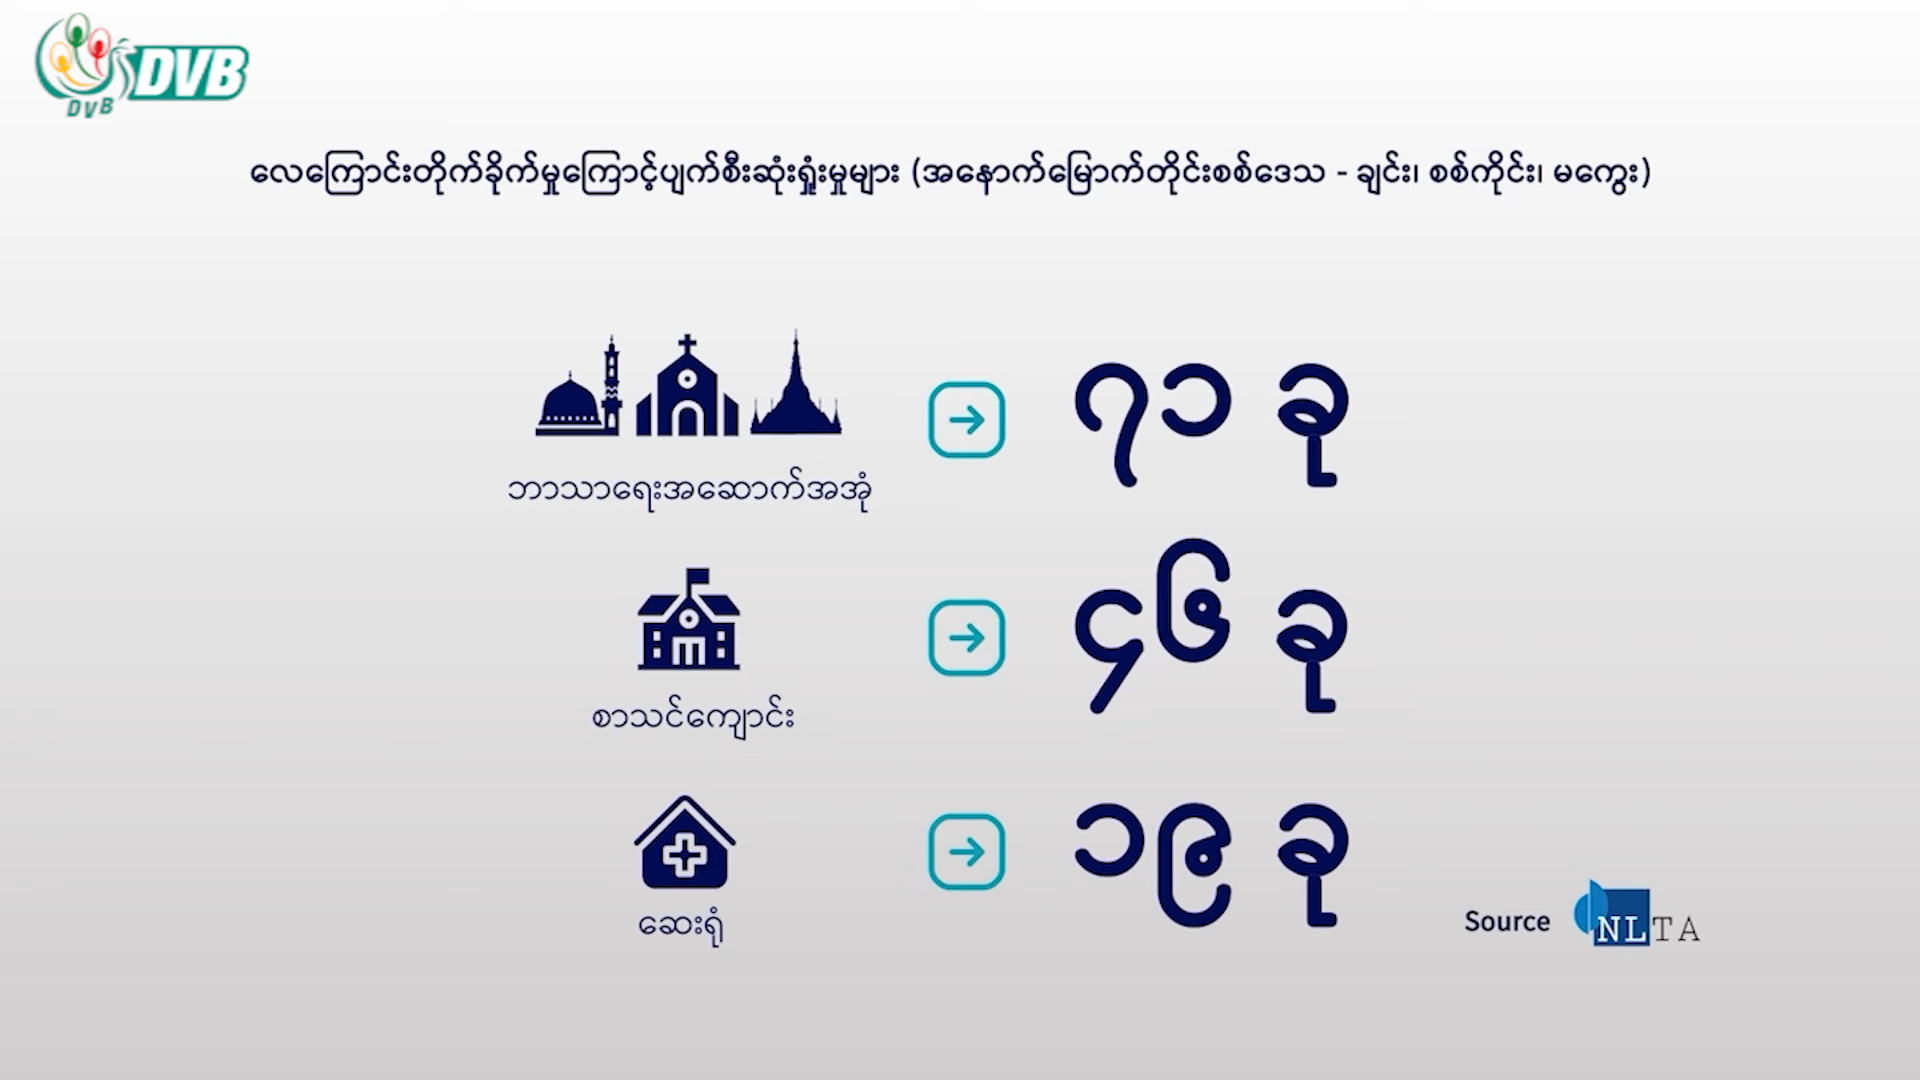 DVB
DVB
လေကြောင်းတိုက်ခိုက်မှုကြောင့်ပျက်စီးဆုံးရှုံးမှုများ (အနောက်မြောက်တိုင်းစစ်ဒေသ - ချင်း၊ စစ်ကိုင်း၊ မကွေး)
၇၁ ခု
ဘာသာရေးအဆောက်အအုံ
၄၆ ခု
စာသင်ကျောင်း
၁၉ ခု
ဆေးရုံ
Source NLTA